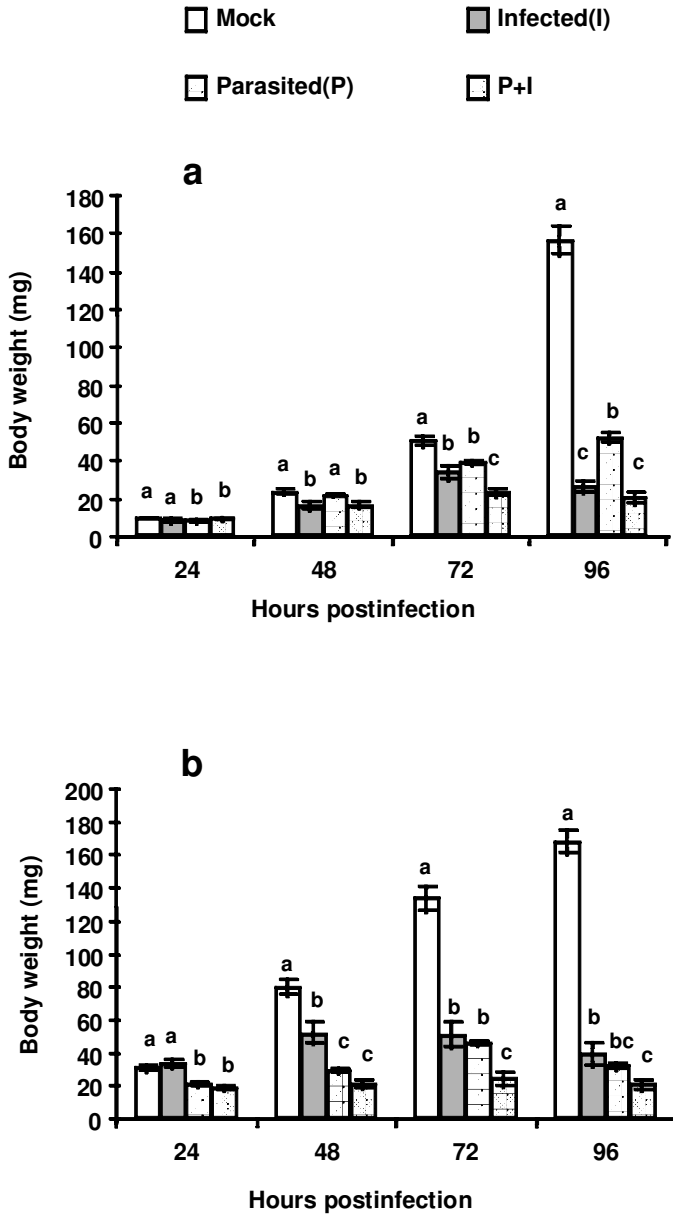 Mock Infected(I)
Parasited(P) P+I
a
180
160
140
120
100
80
60
40
20
0
Body weight (mg)
a a b b
a b a b
a b b c
a c b c
24 48 72 96
Hours postinfection
b
200
180
160
140
120
100
80
60
40
20
0
Body weight (mg)
a a b b
a b c c
a b b c
a b bc c
24 48 72 96
Hours postinfection